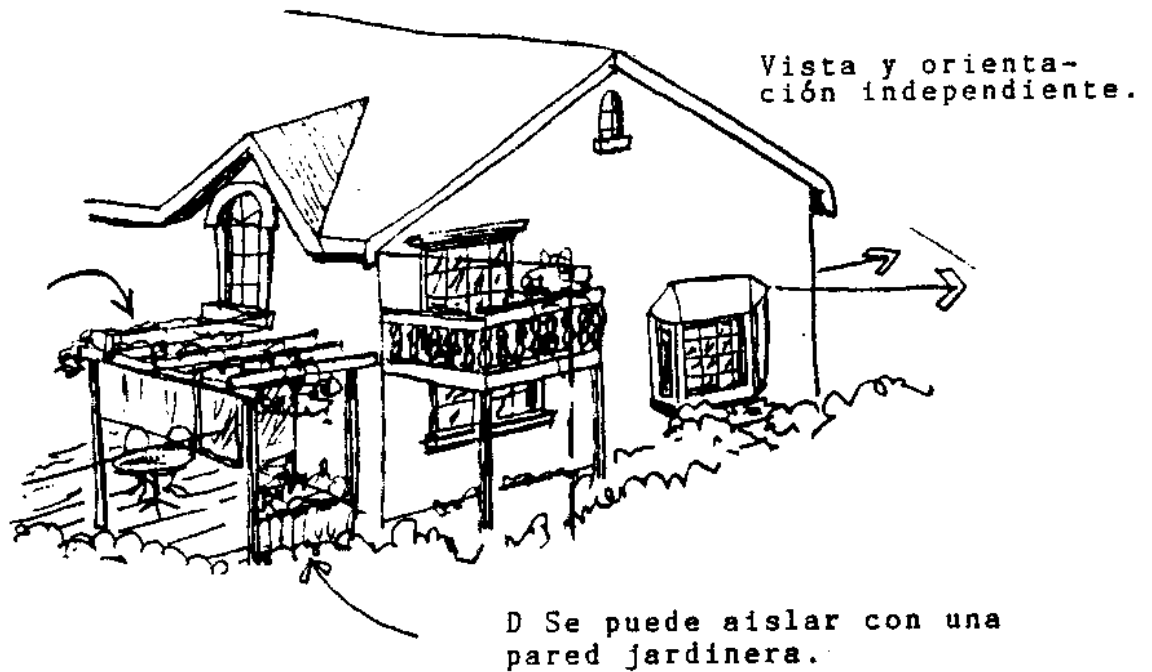 Vista y orienta-
ción independiente.
D Se puede aislar con una
pared jardinera.